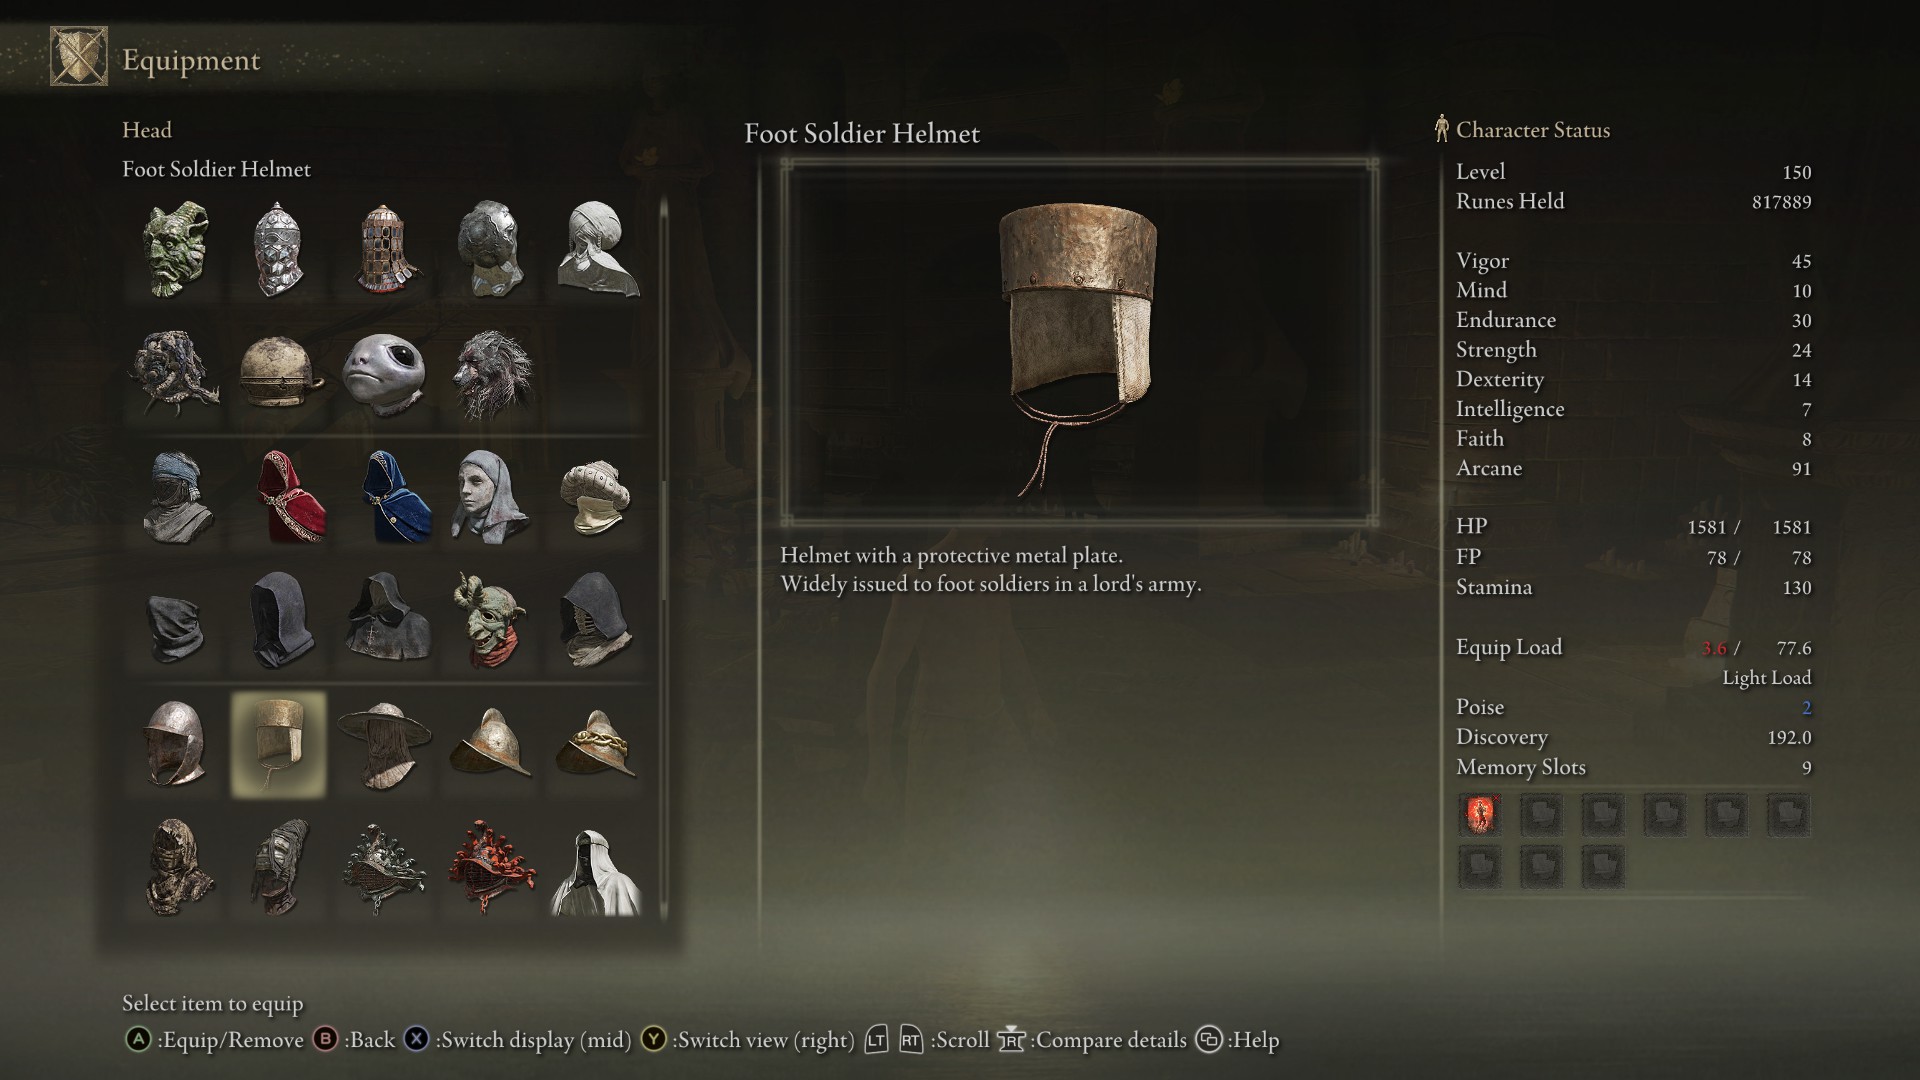 Equipment
Head
Foot Soldier Helmet
Foot Soldier Helmet
Helmet with a protective metal plate.
Widely issued to foot soldiers in a lord's army.
Character Status
Level 150
Runes Held 817889
Vigor 45
Mind 10
Endurance 30
Strength 24
Dexterity 14
Intelligence 7
Faith 8
Arcane 91
HP 1581 / 1581
FP 78 / 78
Stamina 130
Equip Load 3.6 / 77.6
Light Load
Poise 2
Discovery 192.0
Memory Slots 9
Select item to equip
A :Equip/Remove B :Back X :Switch display (mid) Y :Switch view (right) LT RT :Scroll R :Compare details :Help